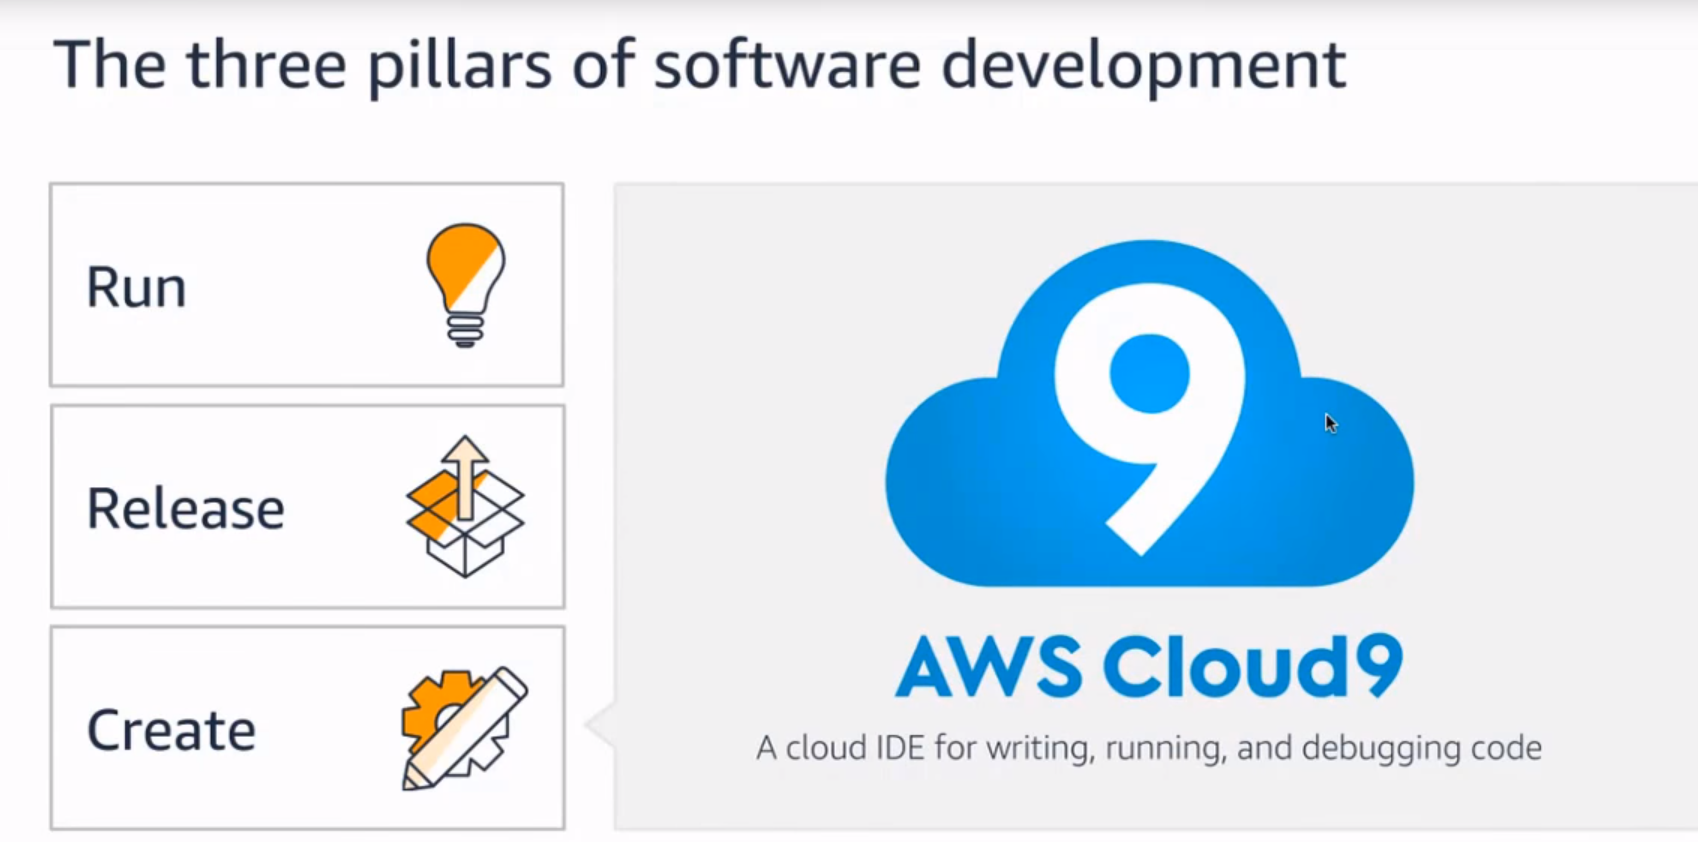 The three pillars of software development
Run
Release
Create
9
AWS Cloud9
A cloud IDE for writing, running, and debugging code